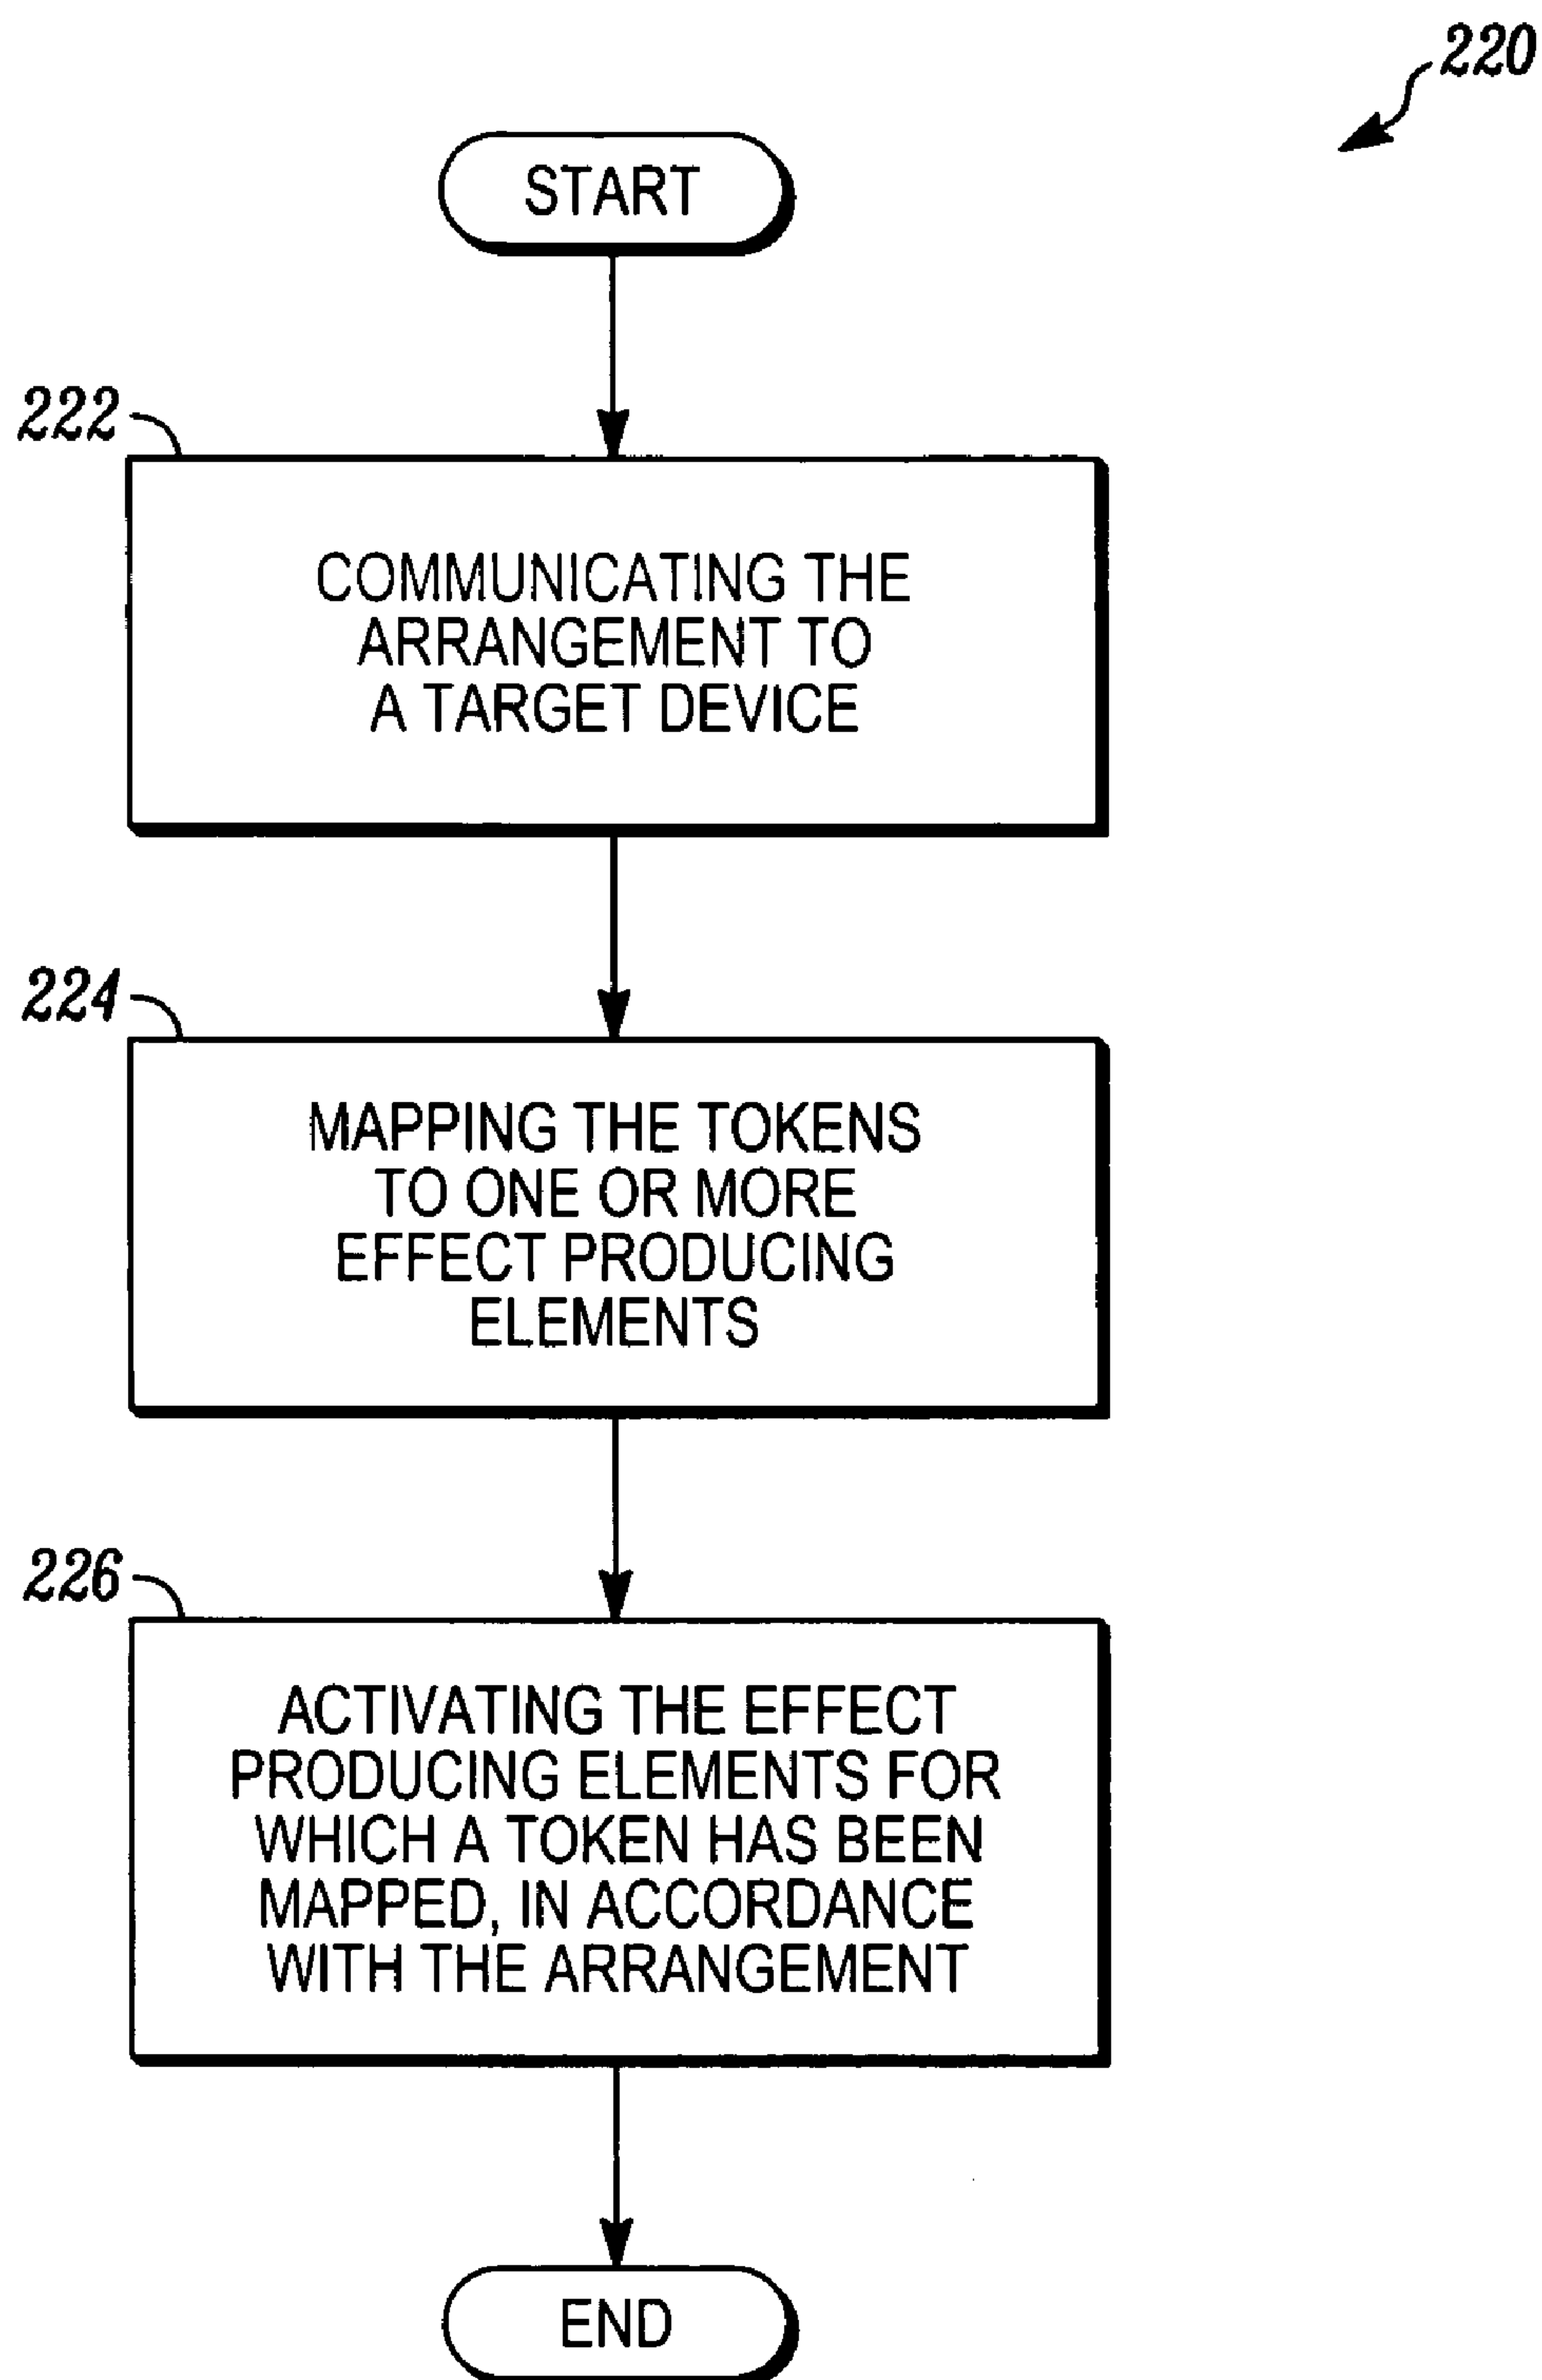 220
START
222
COMMUNICATING THE
ARRANGEMENT TO
A TARGET DEVICE
224
MAPPING THE TOKENS
TO ONE OR MORE
EFFECT PRODUCING
ELEMENTS
226
ACTIVATING THE EFFECT
PRODUCING ELEMENTS FOR
WHICH A TOKEN HAS BEEN
MAPPED, IN ACCORDANCE
WITH THE ARRANGEMENT
END